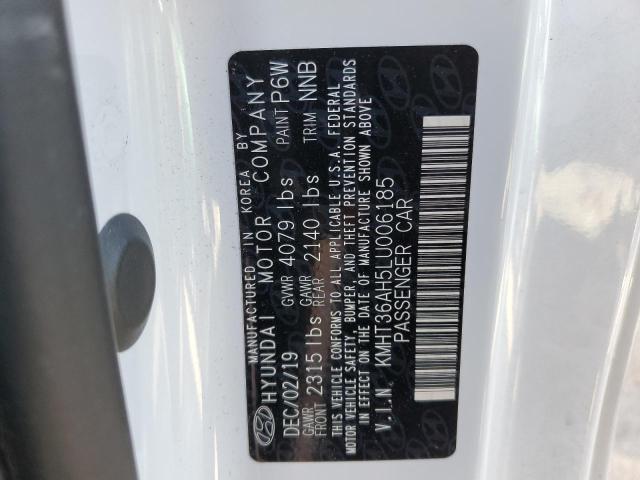 MANUFACTURED IN KOREA BY
HYUNDAI MOTOR COMPANY
DEC/02/19 GVWR 4079 lbs PAINT P6W
GAWR FRONT 2315 lbs GAWR REAR 2140 lbs TRIM NNB
THIS VEHICLE CONFORMS TO ALL APPLICABLE U.S.A. FEDERAL
MOTOR VEHICLE SAFETY, BUMPER, AND THEFT PREVENTION STANDARDS
IN EFFECT ON THE DATE OF MANUFACTURE SHOWN ABOVE
V.I.N. KMHT36AH5LU006185
PASSENGER CAR